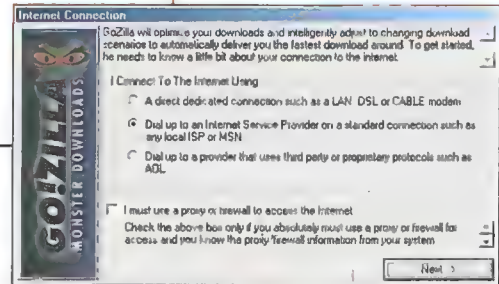 Internet Connection
GO!ZILLA
MONSTER DOWNLOADS
GoZilla will optimize your downloads and intelligently adjust to changing download
scenarios to automatically deliver you the fastest download around. To get started,
he needs to know a little bit about your connection to the internet.
I Connect To The Internet Using
A direct dedicated connection such as a LAN, DSL or CABLE modem
Dial up to an Internet Service Provider on a standard connection such as
any local ISP or MSN
Dial up to a provider that uses third party or proprietary protocols such as
AOL
I must use a proxy or firewall to access the Internet
Check the above box only if you absolutely must use a proxy or firewall for
access and you know the proxy/firewall information from your system
Next >